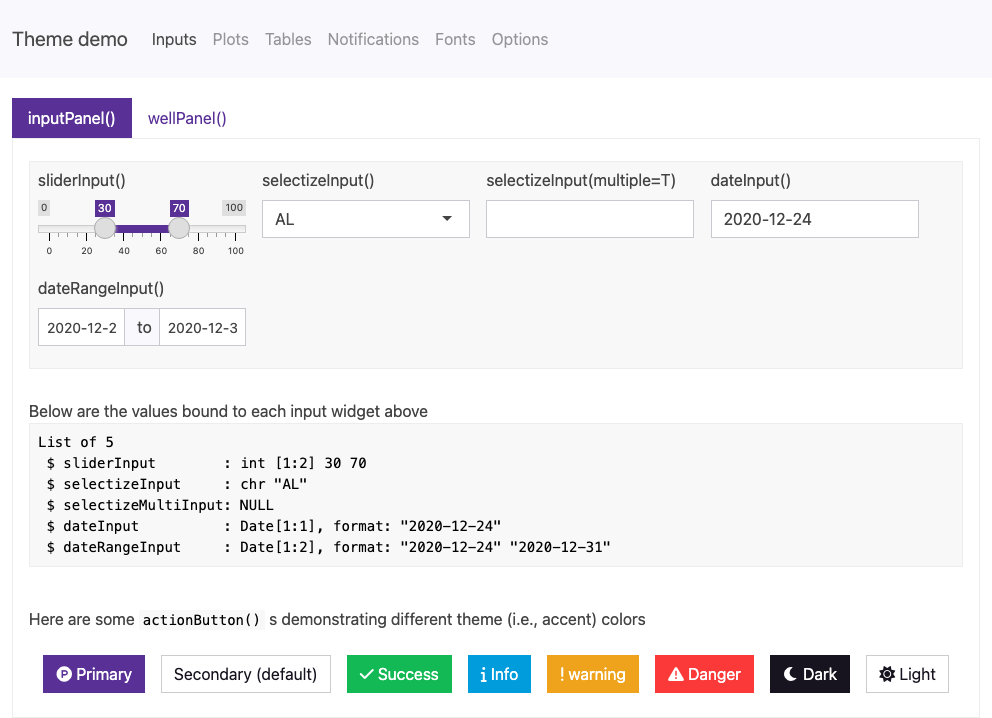 Theme demo Inputs Plots Tables Notifications Fonts Options
inputPanel() wellPanel()
sliderInput() selectizeInput() selectizeInput(multiple=T) dateInput()
0 30 70 100
AL 2020-12-24
0 20 40 60 80 100
dateRangeInput()
2020-12-2 to 2020-12-3
Below are the values bound to each input widget above
List of 5
$ sliderInput : int [1:2] 30 70
$ selectizeInput : chr "AL"
$ selectizeMultiInput: NULL
$ dateInput : Date[1:1], format: "2020-12-24"
$ dateRangeInput : Date[1:2], format: "2020-12-24" "2020-12-31"
Here are some actionButton() s demonstrating different theme (i.e., accent) colors
P Primary Secondary (default) Success i Info ! warning Danger Dark Light